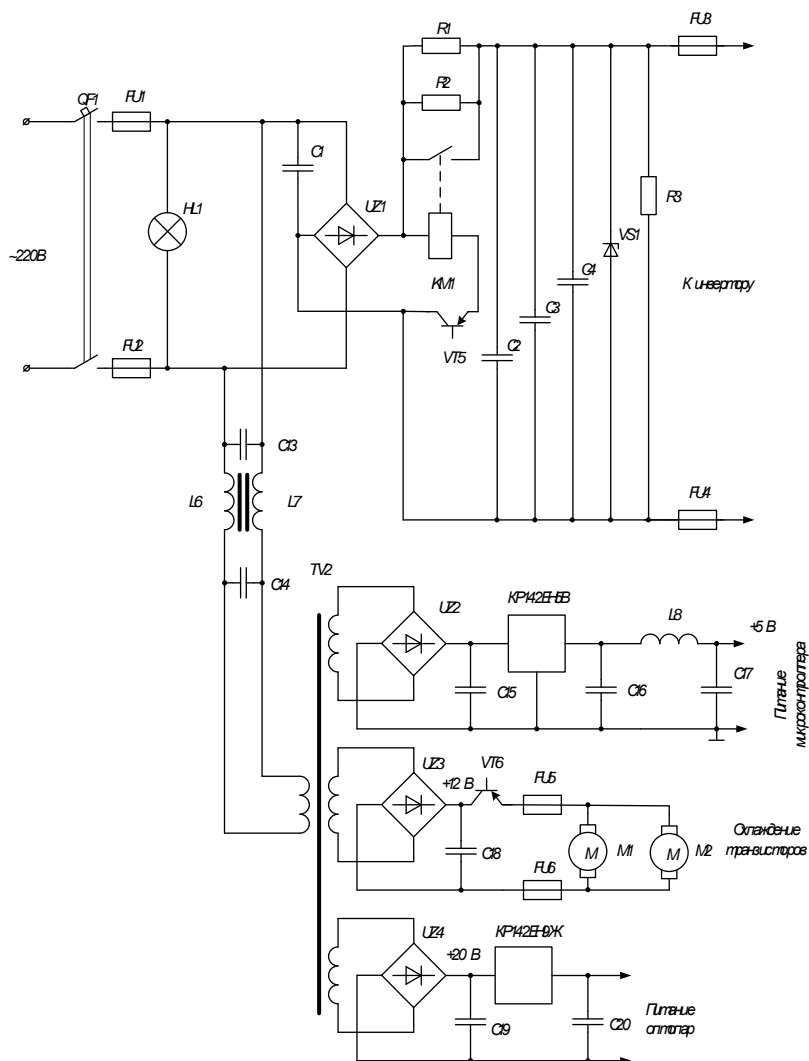 R1
FU3
QF1
FU1
R2
C1
UZ1
R3
HL1
VS1
~220В
C4
К инвертору
KM1
C3
VT5
C2
FU2
C13
L6
L7
FU4
C14
TV2
UZ2
КР142ЕН5В
L8
+5 В
C15
C16
C17
Питание
микроконтроллера
UZ3
VT6
+12 В
FU5
Охлаждение
транзисторов
C18
M
M1
M
M2
FU6
UZ4
КР142ЕН9Ж
+20 В
C19
C20
Питание
оптопар